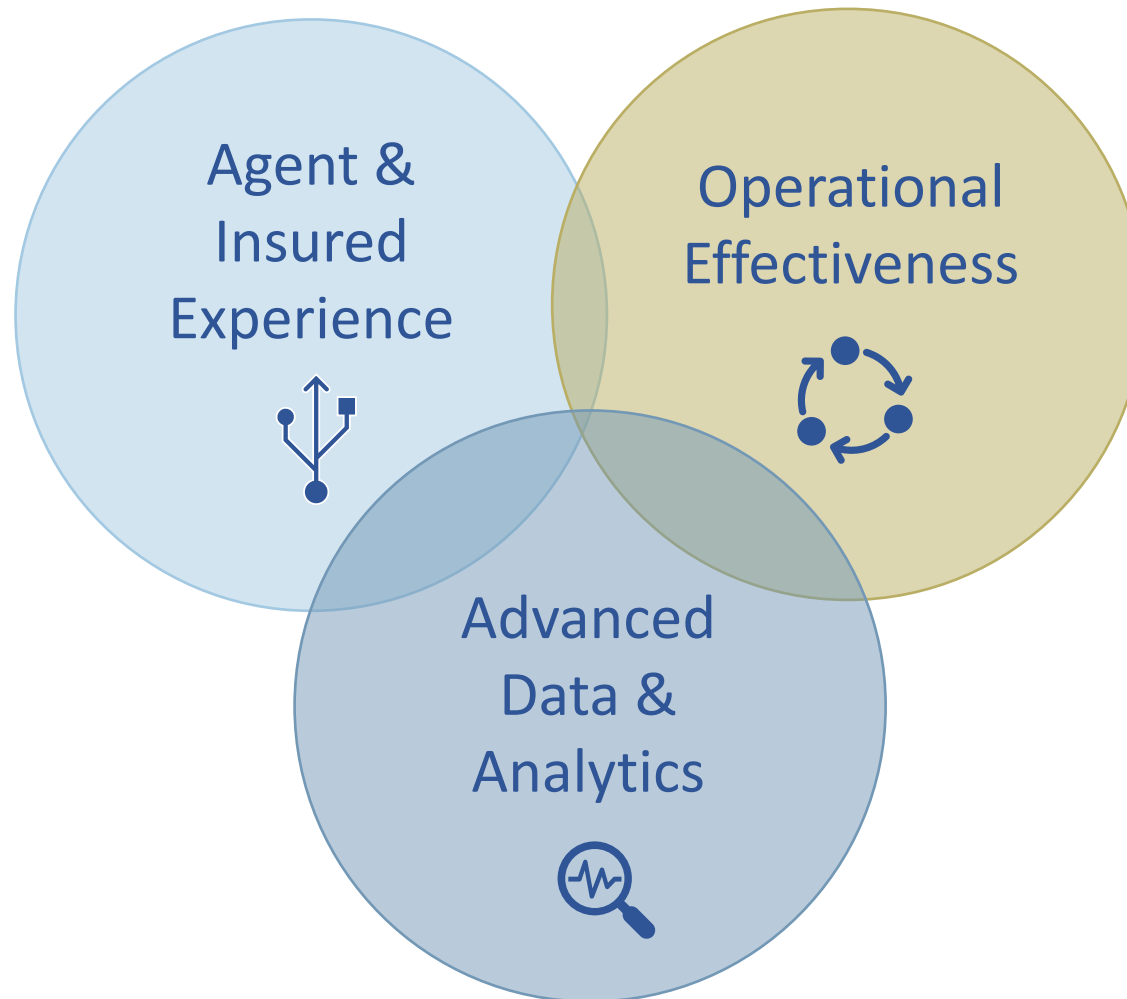 Agent &
Insured
Experience
Operational
Effectiveness
Advanced
Data &
Analytics